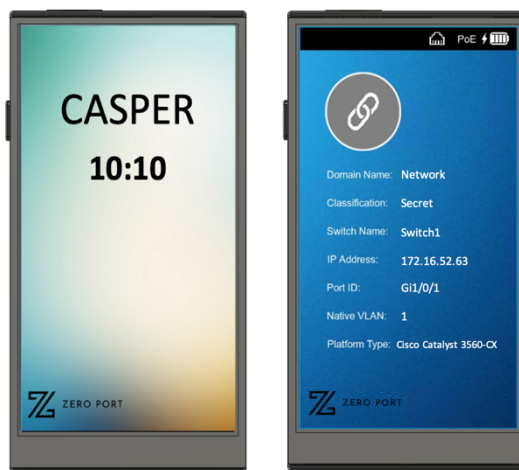 CASPER
10:10
ZERO PORT
PoE
Domain Name: Network
Classification: Secret
Switch Name: Switch1
IP Address: 172.16.52.63
Port ID: Gi1/0/1
Native VLAN: 1
Platform Type: Cisco Catalyst 3560-CX
ZERO PORT